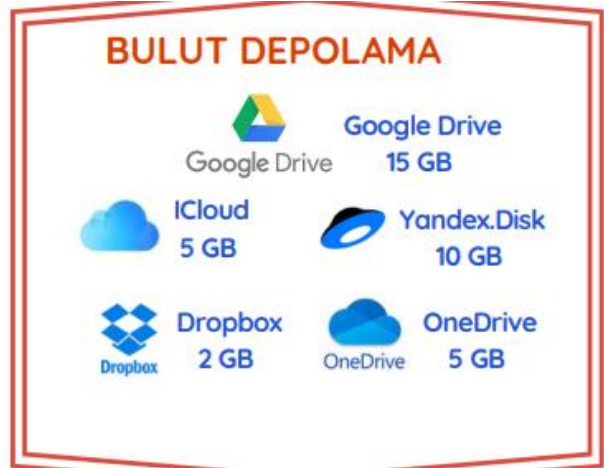 BULUT DEPOLAMA
Google Drive
Google Drive
15 GB
ICloud
5 GB
Yandex.Disk
10 GB
Dropbox
2 GB
Dropbox
OneDrive
5 GB
OneDrive